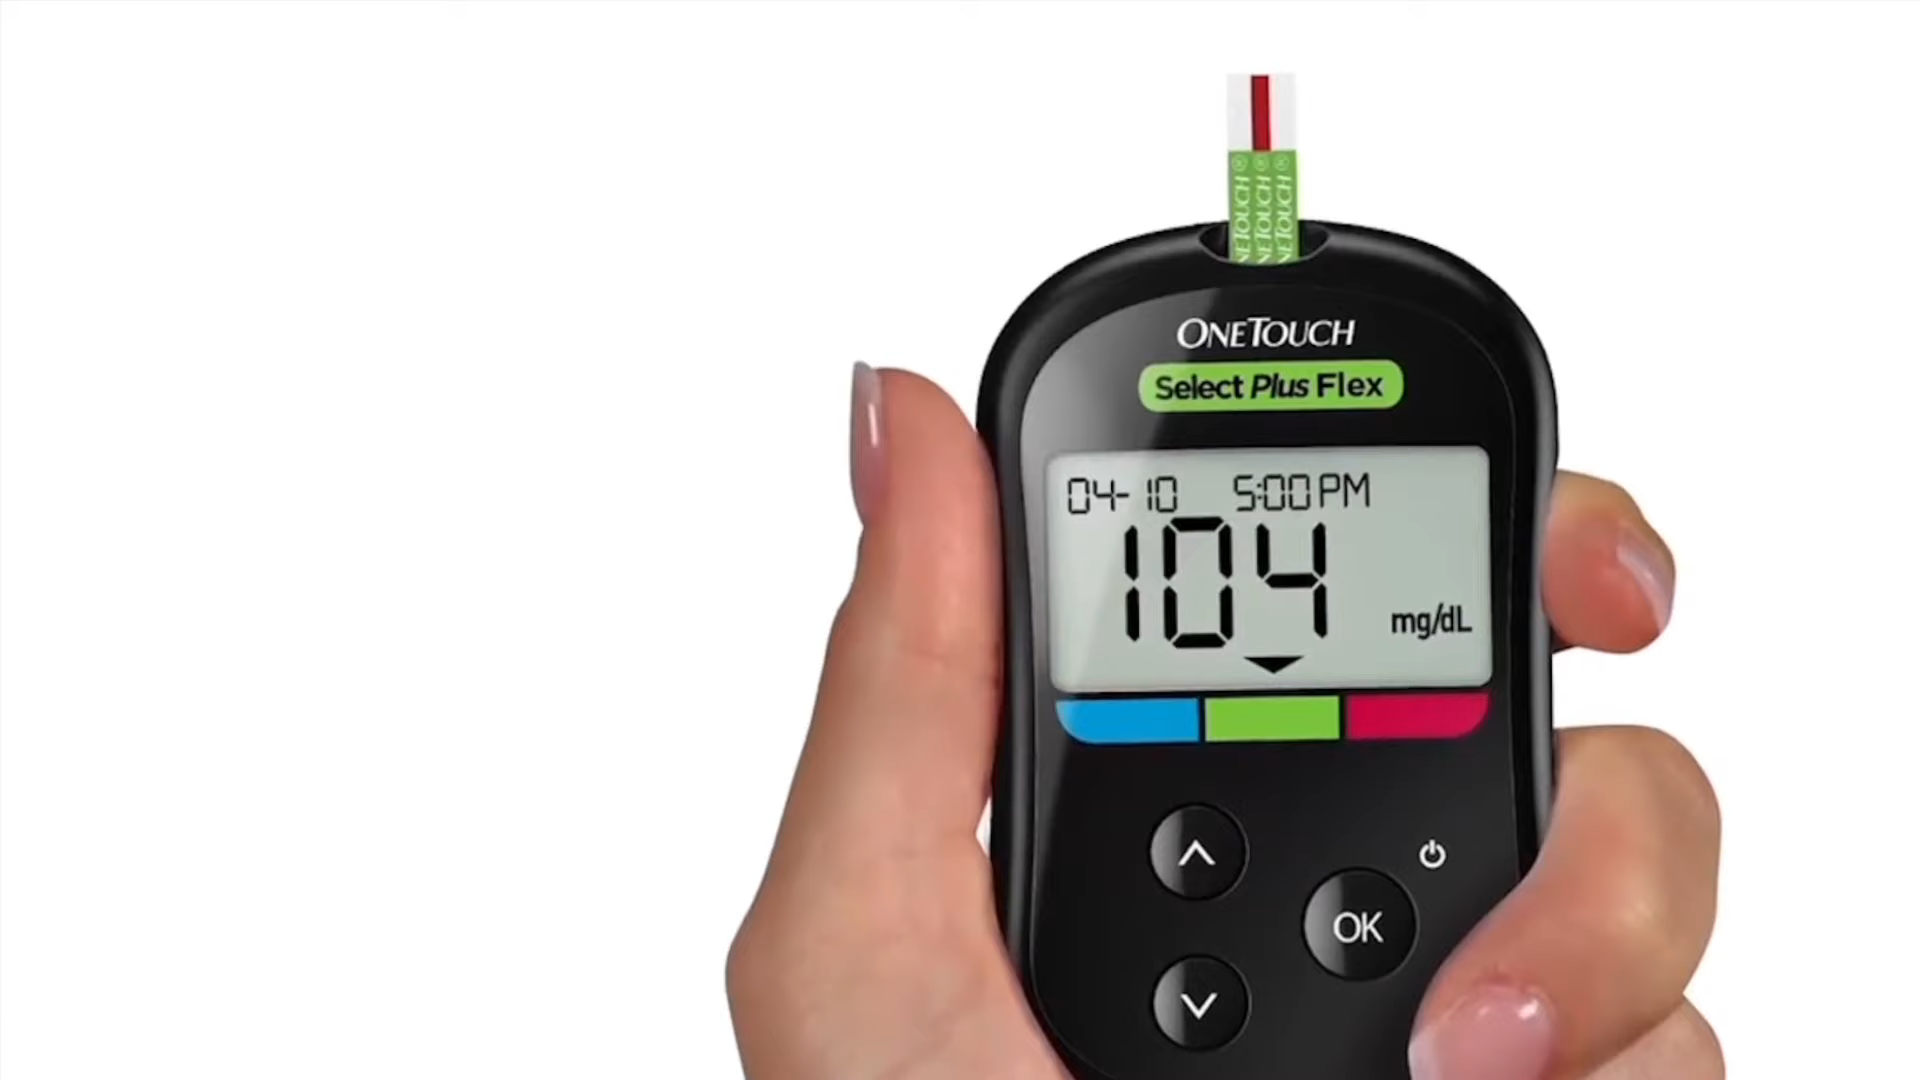 ONETOUCH® ONETOUCH® ONETOUCH®
ONETOUCH
Select Plus Flex
04-10 5:00 PM
104
mg/dL
OK